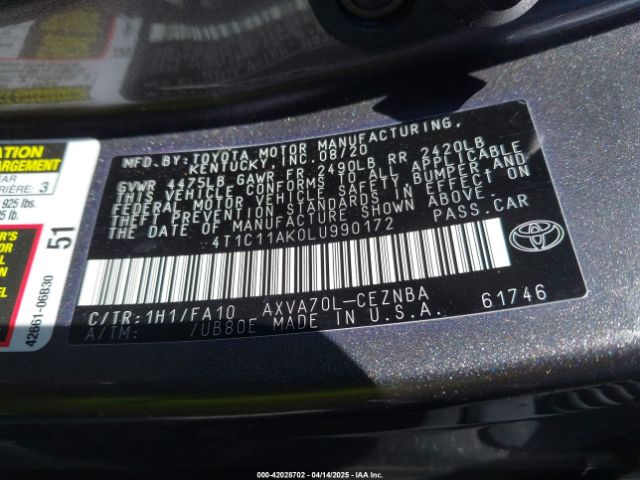 MFD. BY: TOYOTA MOTOR MANUFACTURING,
KENTUCKY, INC. 08/20
GVWR 4475LB GAWR FR 2490LB RR 2420LB
THIS VEHICLE CONFORMS TO ALL APPLICABLE
FEDERAL MOTOR VEHICLE SAFETY, BUMPER, AND
THEFT PREVENTION STANDARDS IN EFFECT ON
THE DATE OF MANUFACTURE SHOWN ABOVE.
4T1C11AK0LU990172 PASS. CAR
C/TR: 1H1/FA10 AXVA70L-CEZNBA 61746
A/TM: /UB80E MADE IN U.S.A.
TOYOTA
3
925 lbs.
51
42661-06B30
000-42028702 04/14/2025 IAAI, Inc.